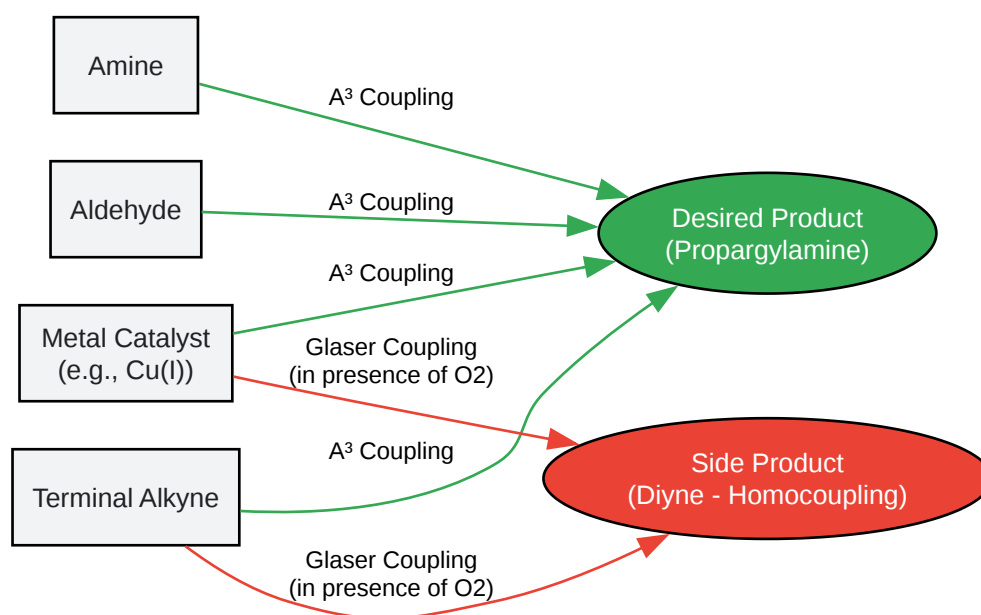 Amine
A³ Coupling
Aldehyde
A³ Coupling
Desired Product
(Propargylamine)
A³ Coupling
Metal Catalyst
(e.g., Cu(I))
Glaser Coupling
(in presence of O2)
A³ Coupling
Side Product
(Diyne - Homocoupling)
Terminal Alkyne
Glaser Coupling
(in presence of O2)